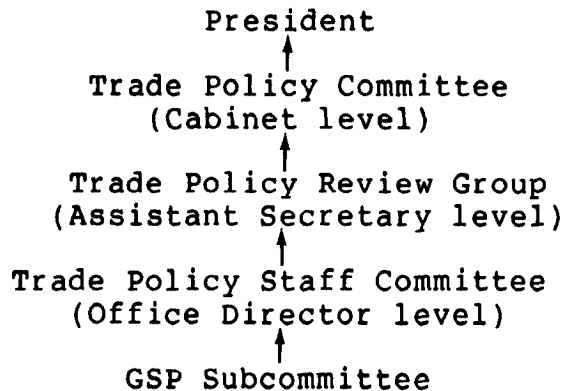 President
Trade Policy Committee
(Cabinet level)
Trade Policy Review Group
(Assistant Secretary level)
Trade Policy Staff Committee
(Office Director level)
GSP Subcommittee